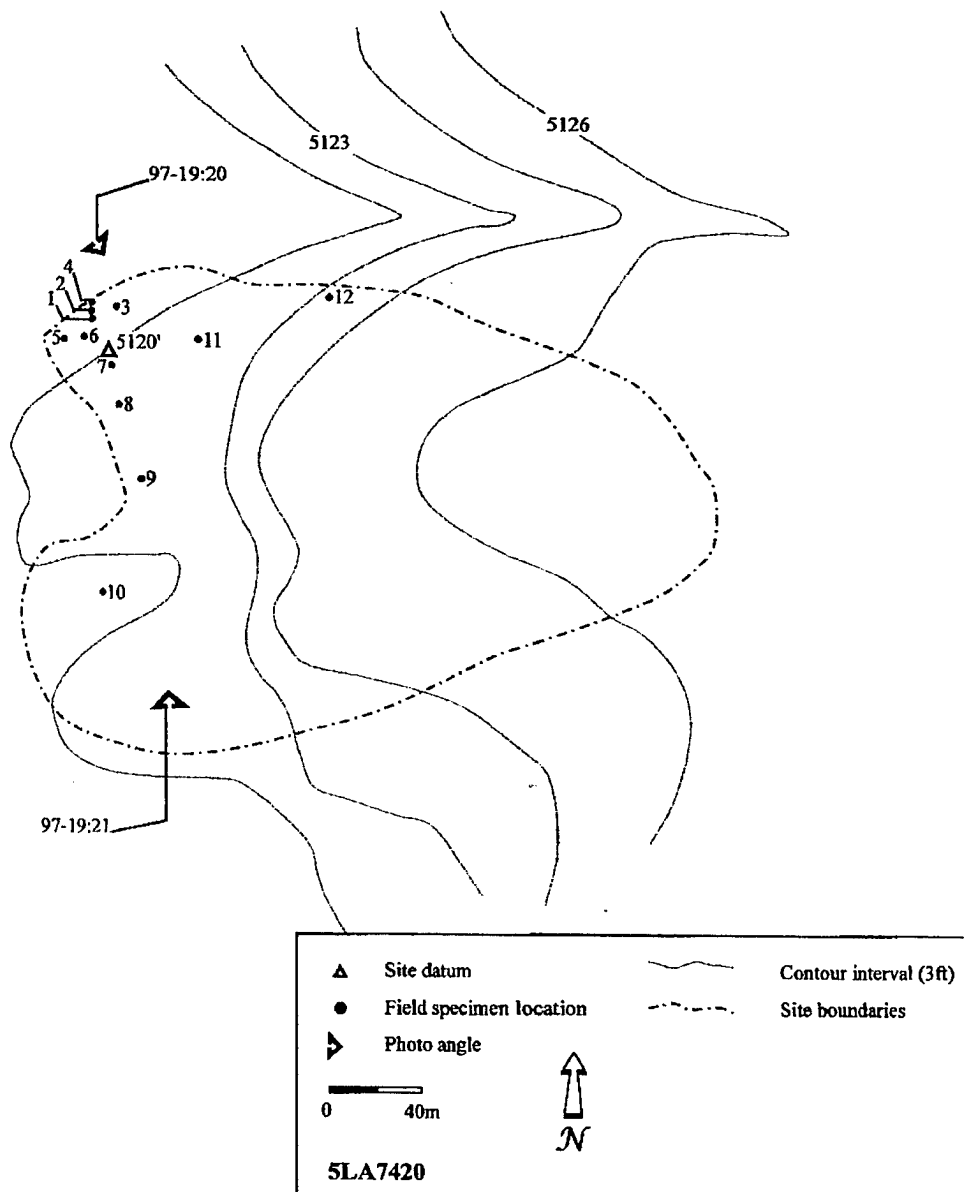 5126
5123
97-19:20
4
2
1
3
12
5
6
5120'
11
7
8
9
10
97-19:21
Site datum
Contour interval (3ft)
Field specimen location
Site boundaries
Photo angle
0 40m
N
5LA7420